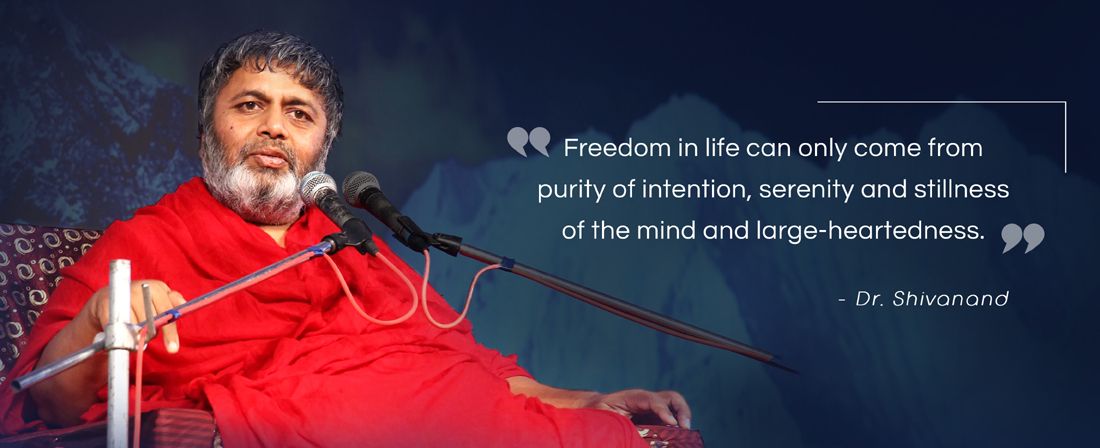 “ Freedom in life can only come from
purity of intention, serenity and stillness
of the mind and large-heartedness. ”
- Dr. Shivanand